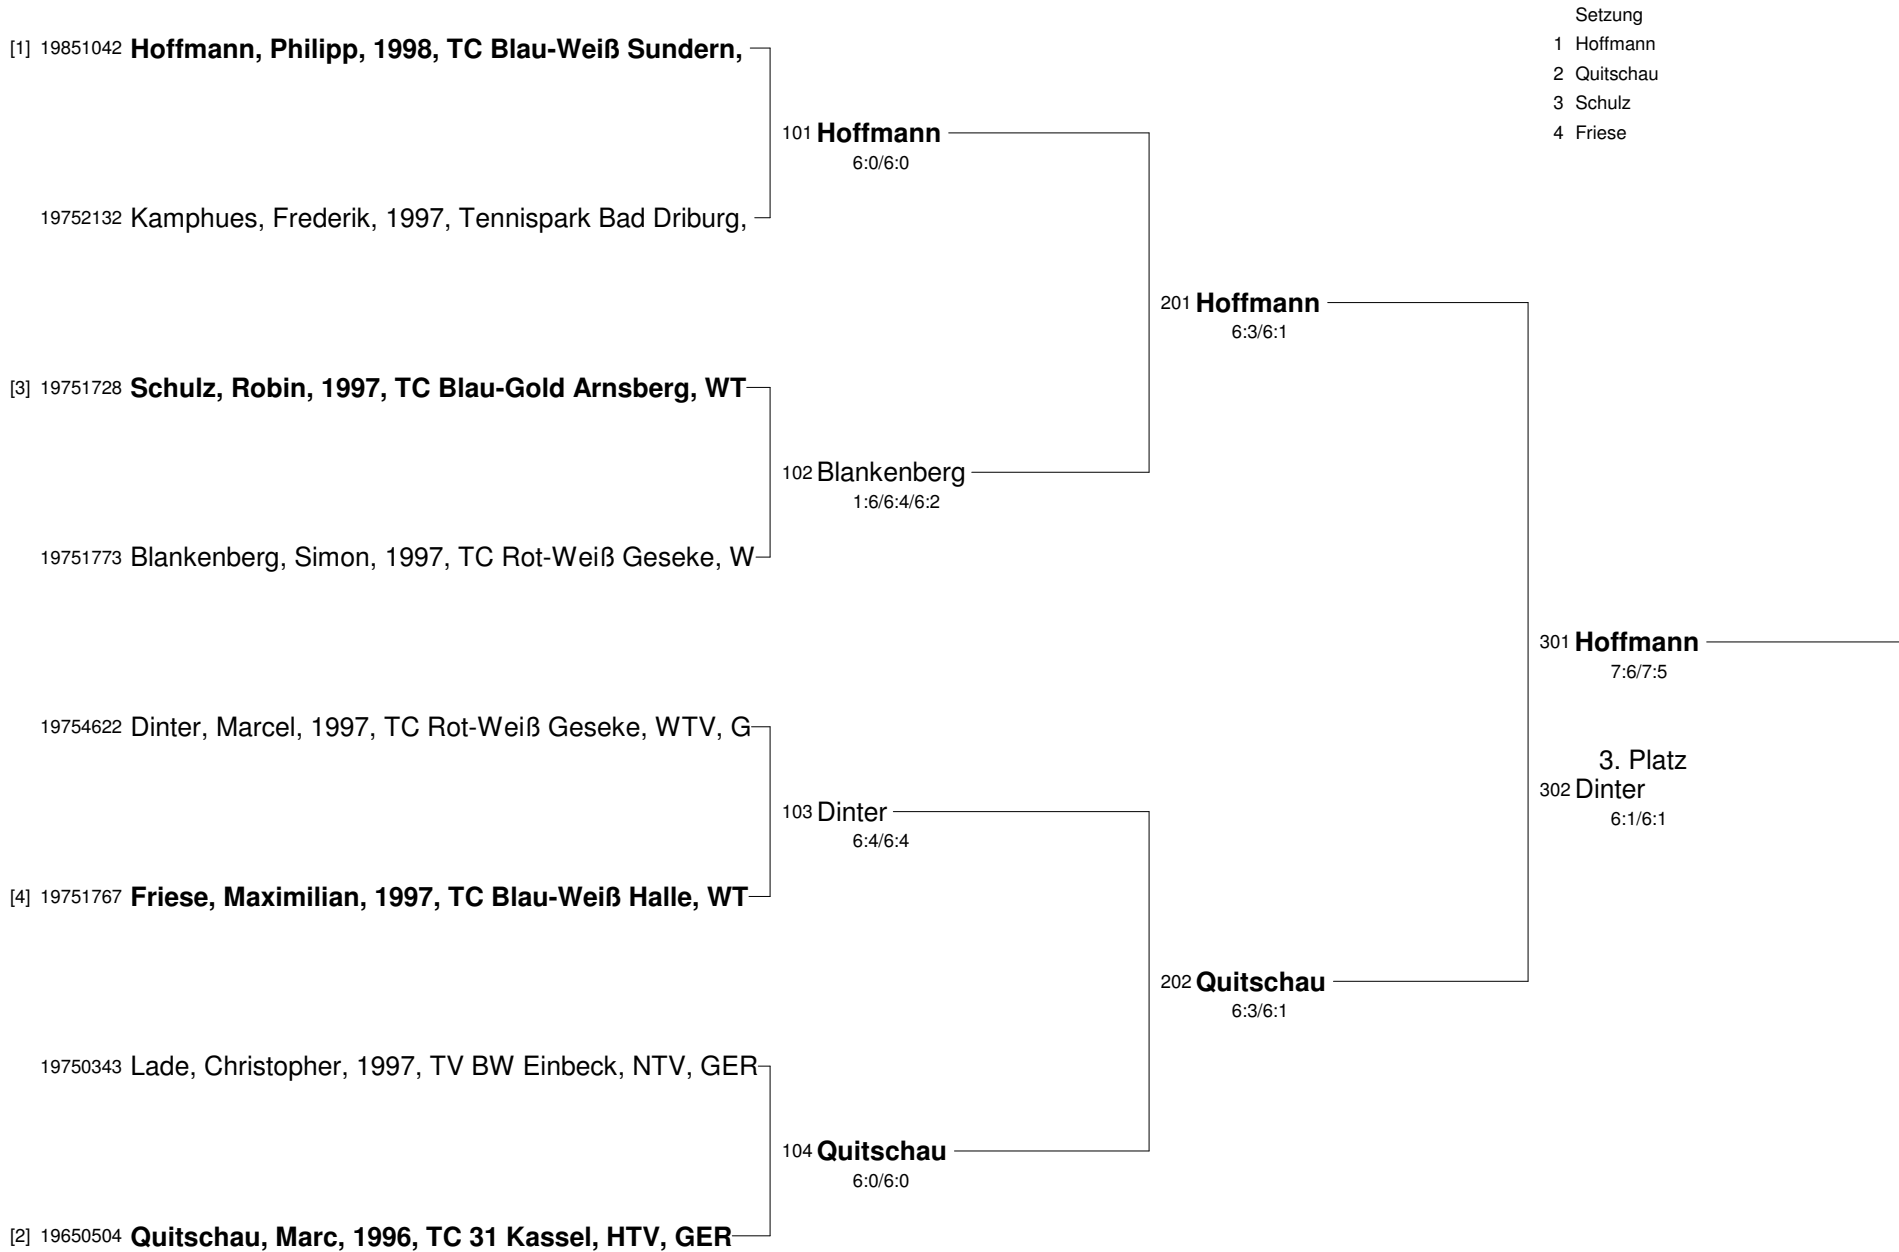 Setzung
1 Hoffmann
2 Quitschau
3 Schulz
4 Friese
[1] 19851042 Hoffmann, Philipp, 1998, TC Blau-Weiß Sundern,
101 Hoffmann
6:0/6:0
19752132 Kamphues, Frederik, 1997, Tennispark Bad Driburg,
201 Hoffmann
6:3/6:1
[3] 19751728 Schulz, Robin, 1997, TC Blau-Gold Arnsberg, WT
102 Blankenberg
1:6/6:4/6:2
19751773 Blankenberg, Simon, 1997, TC Rot-Weiß Geseke, W
301 Hoffmann
7:6/7:5
19754622 Dinter, Marcel, 1997, TC Rot-Weiß Geseke, WTV, G
3. Platz
302 Dinter
6:1/6:1
103 Dinter
6:4/6:4
[4] 19751767 Friese, Maximilian, 1997, TC Blau-Weiß Halle, WT
202 Quitschau
6:3/6:1
19750343 Lade, Christopher, 1997, TV BW Einbeck, NTV, GER
104 Quitschau
6:0/6:0
[2] 19650504 Quitschau, Marc, 1996, TC 31 Kassel, HTV, GER